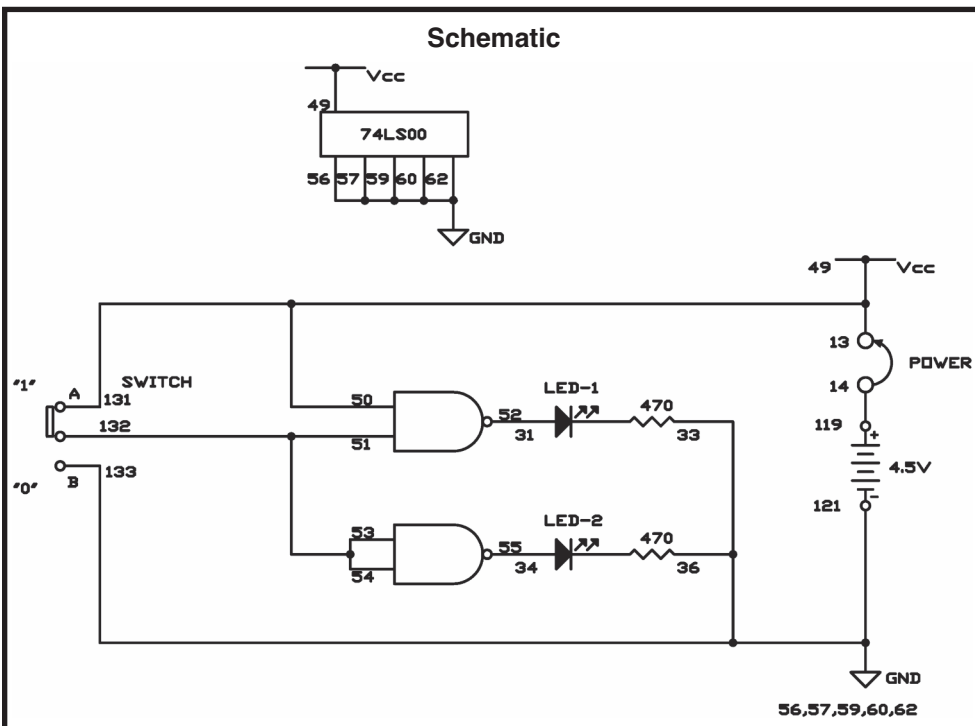 Schematic
Vcc
49
74LS00
56 57 59 60 62
GND
49 Vcc
13
POWER
14
"1" A SWITCH
131
132
"0" B 133
50
51
52
31
LED-1
470
33
119
+
4.5V
-
121
53
54
55
34
LED-2
470
36
GND
56,57,59,60,62